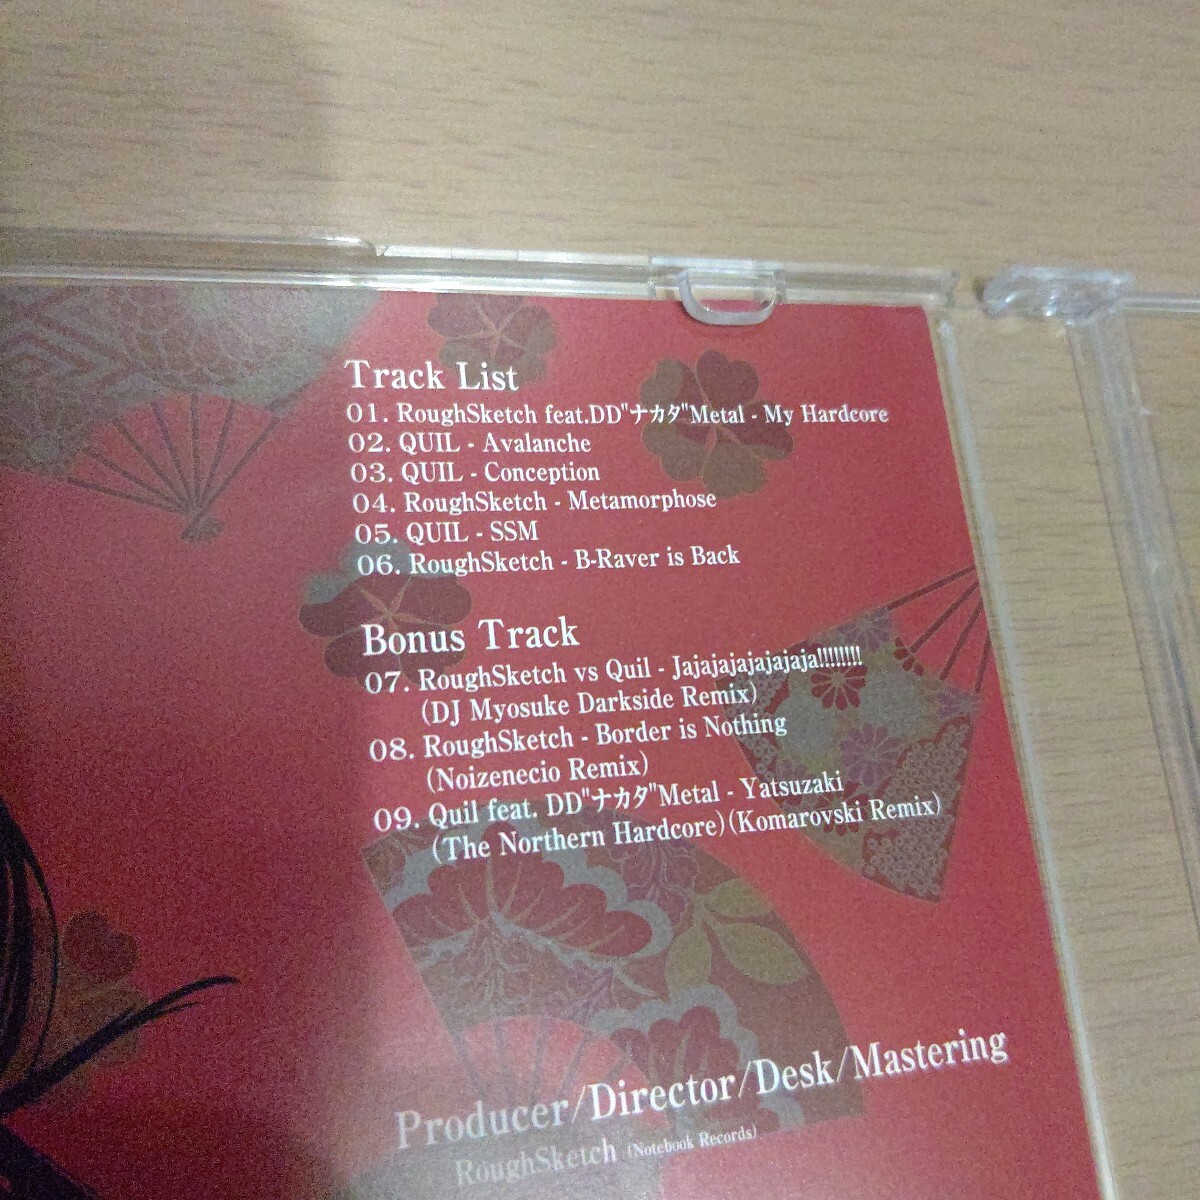 Track List
01. RoughSketch feat.DD"ナカタ"Metal - My Hardcore
02. QUIL - Avalanche
03. QUIL - Conception
04. RoughSketch - Metamorphose
05. QUIL - SSM
06. RoughSketch - B-Raver is Back
Bonus Track
07. RoughSketch vs Quil - Jajajajajajajaja!!!!!!!!
(DJ Myosuke Darkside Remix)
08. RoughSketch - Border is Nothing
(Noizenecio Remix)
09. Quil feat. DD"ナカタ"Metal - Yatsuzaki
(The Northern Hardcore)(Komarovski Remix)
Producer/Director/Desk/Mastering
RoughSketch (Notebook Records)